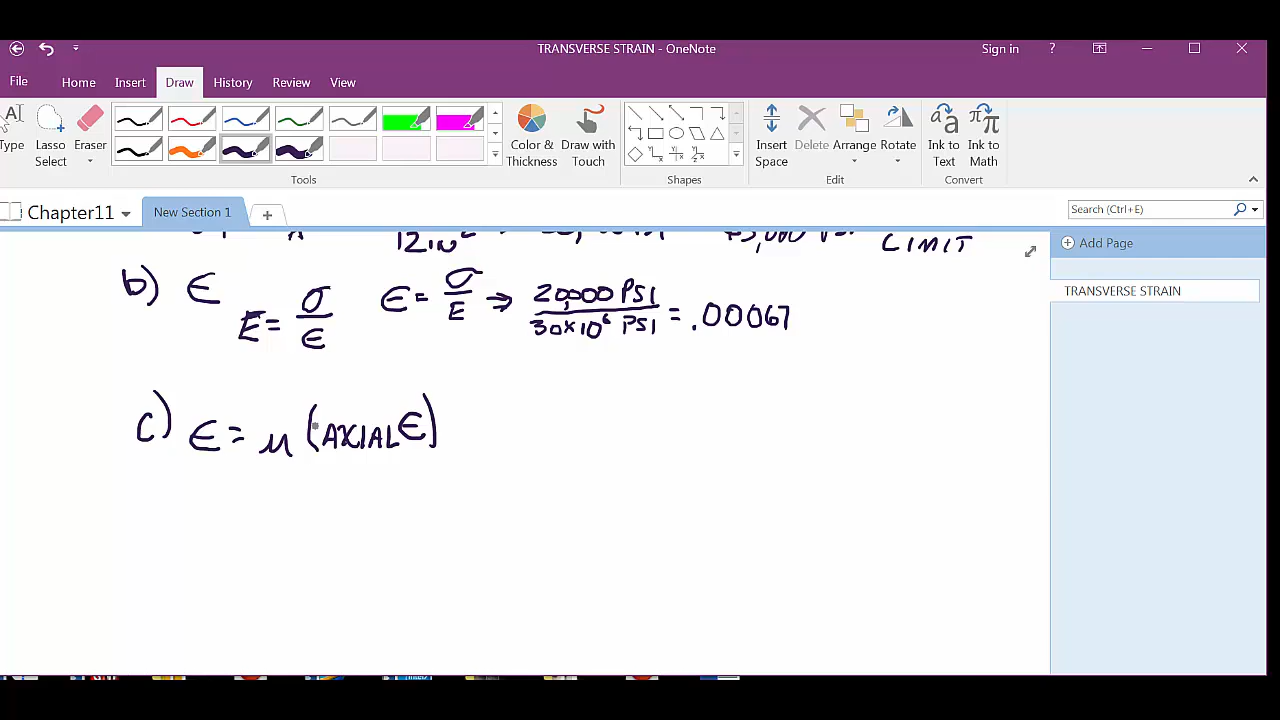 TRANSVERSE STRAIN - OneNote
Sign in ?
File Home Insert Draw History Review View
Type Lasso Select Eraser Color & Thickness Draw with Touch Insert Space Delete Arrange Rotate Ink to Text Ink to Math
Tools Shapes Edit Convert
Chapter11 New Section 1 + Search (Ctrl+E)
Add Page
TRANSVERSE STRAIN
A 12in² LIMIT
b) ϵ
E = σ/ϵ ϵ = σ/E ⇒ 20,000 PSI / 30×10⁶ PSI = .00067
c) ϵ = μ (AXIAL ϵ)